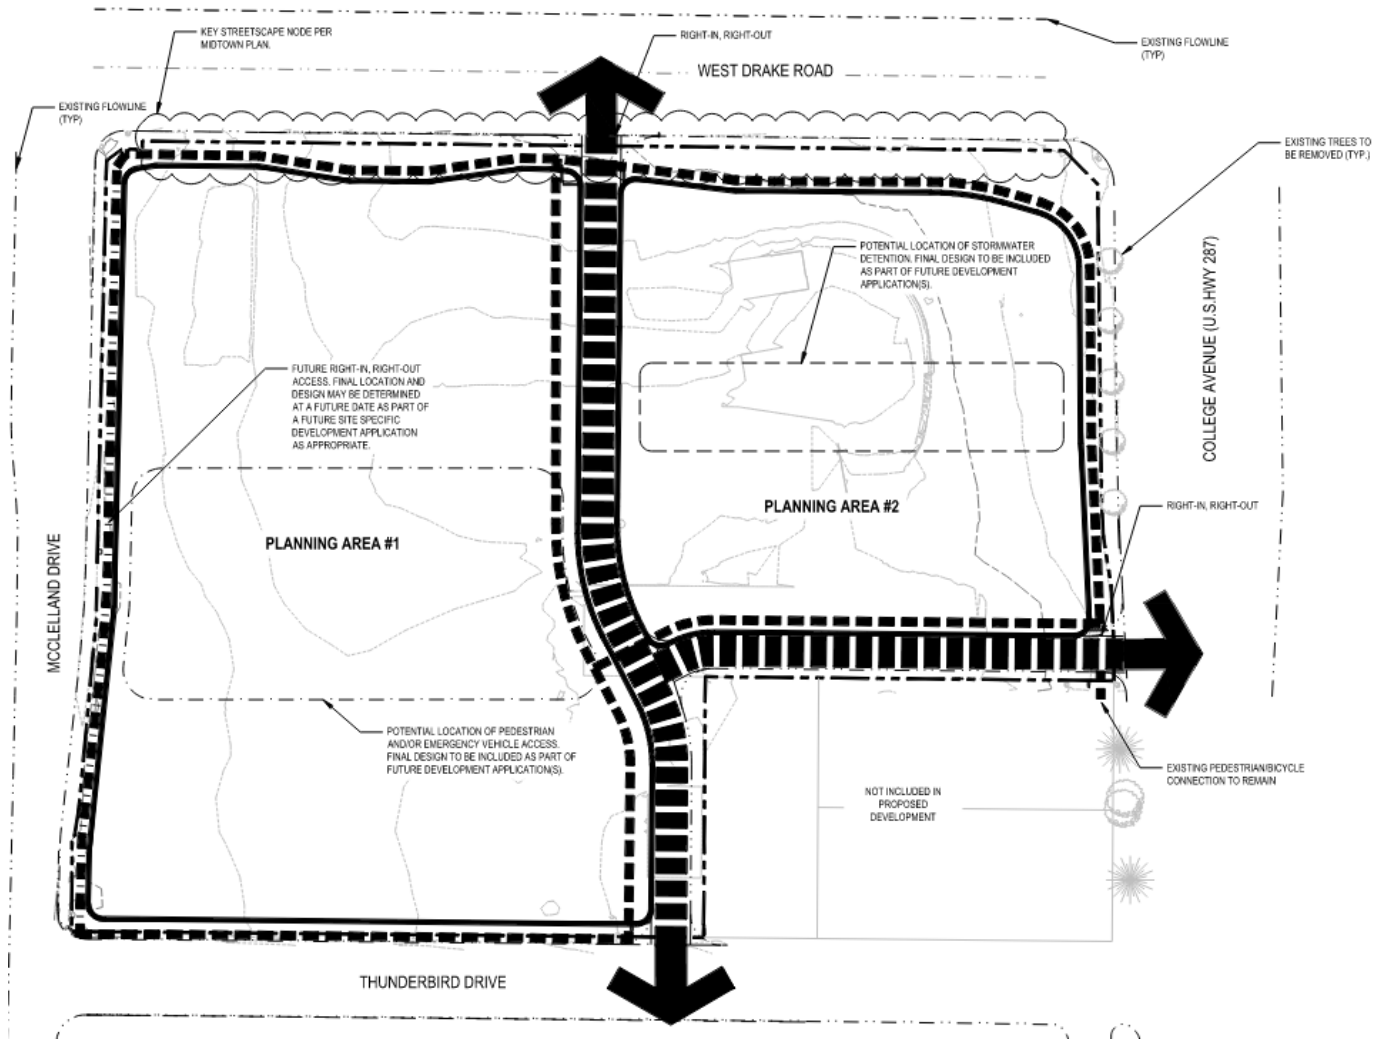 KEY STREETSCAPE NODE PER
MIDTOWN PLAN.
RIGHT-IN, RIGHT-OUT
EXISTING FLOWLINE
(TYP)
WEST DRAKE ROAD
EXISTING FLOWLINE
(TYP)
EXISTING TREES TO
BE REMOVED (TYP.)
POTENTIAL LOCATION OF STORMWATER
DETENTION. FINAL DESIGN TO BE INCLUDED
AS PART OF FUTURE DEVELOPMENT
APPLICATION(S).
COLLEGE AVENUE (U.S.HWY 287)
FUTURE RIGHT-IN, RIGHT-OUT
ACCESS. FINAL LOCATION AND
DESIGN MAY BE DETERMINED
AT A FUTURE DATE AS PART OF
A FUTURE SITE SPECIFIC
DEVELOPMENT APPLICATION
AS APPROPRIATE.
PLANNING AREA #2
RIGHT-IN, RIGHT-OUT
PLANNING AREA #1
MCCLELLAND DRIVE
POTENTIAL LOCATION OF PEDESTRIAN
AND/OR EMERGENCY VEHICLE ACCESS.
FINAL DESIGN TO BE INCLUDED AS PART OF
FUTURE DEVELOPMENT APPLICATION(S).
EXISTING PEDESTRIAN/BICYCLE
CONNECTION TO REMAIN
NOT INCLUDED IN
PROPOSED
DEVELOPMENT
THUNDERBIRD DRIVE